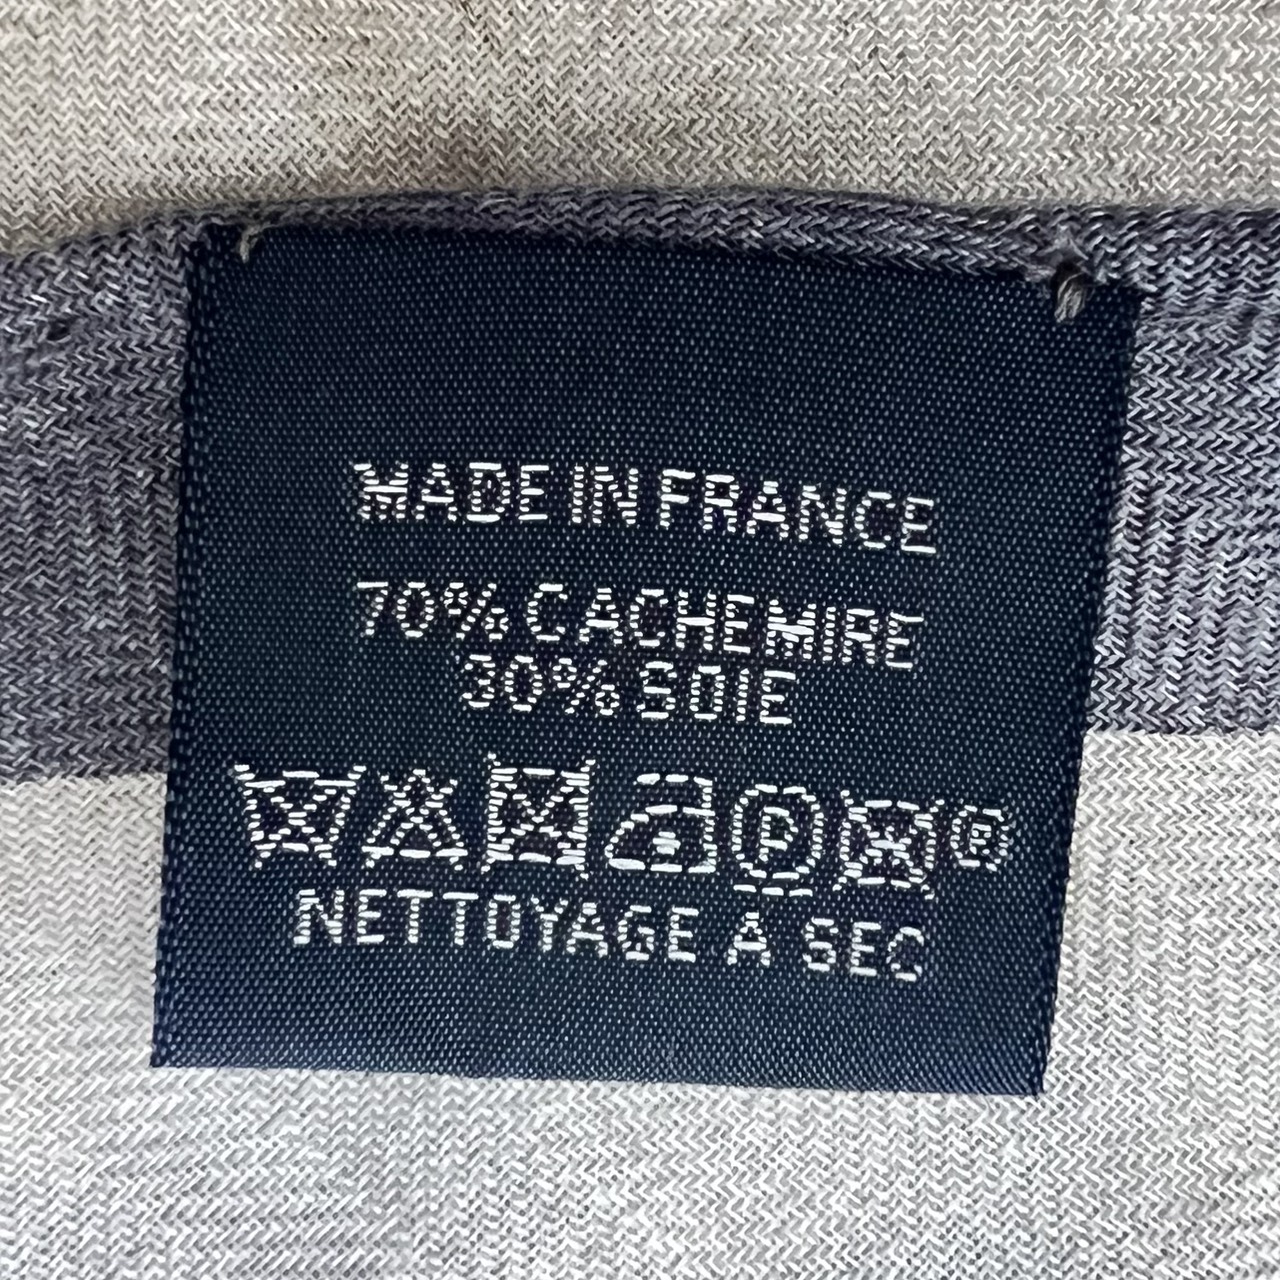 MADE IN FRANCE
70% CACHEMIRE
30% SOIE
P ®
NETTOYAGE A SEC